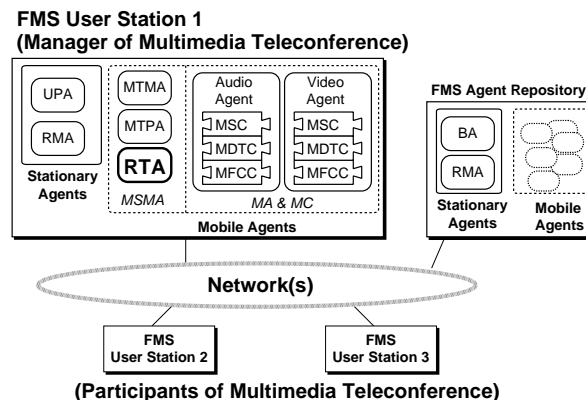 FMS User Station 1
(Manager of Multimedia Teleconference)
UPA
RMA
Stationary
Agents
MTMA
MTPA
RTA
MSMA
Audio
Agent
MSC
MDTC
MFCC
Video
Agent
MSC
MDTC
MFCC
MA & MC
Mobile Agents
FMS Agent Repository
BA
RMA
Stationary
Agents
Mobile
Agents
Network(s)
FMS
User Station 2
FMS
User Station 3
(Participants of Multimedia Teleconference)